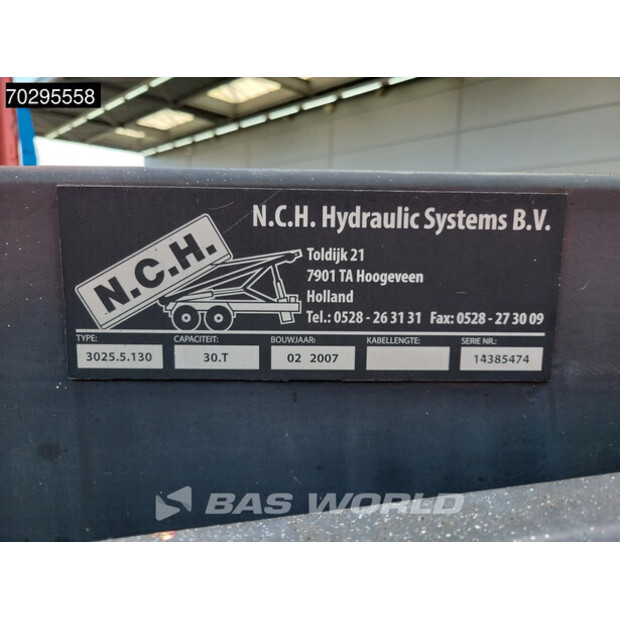 70295558
N.C.H.
N.C.H. Hydraulic Systems B.V.
Toldijk 21
7901 TA Hoogeveen
Holland
Tel.: 0528 - 26 31 31 Fax: 0528 - 27 30 09
TYPE: CAPACITEIT: BOUWJAAR: KABELLENGTE: SERIE NR.:
3025.5.130 30.T 02 2007 14385474
BAS WORLD